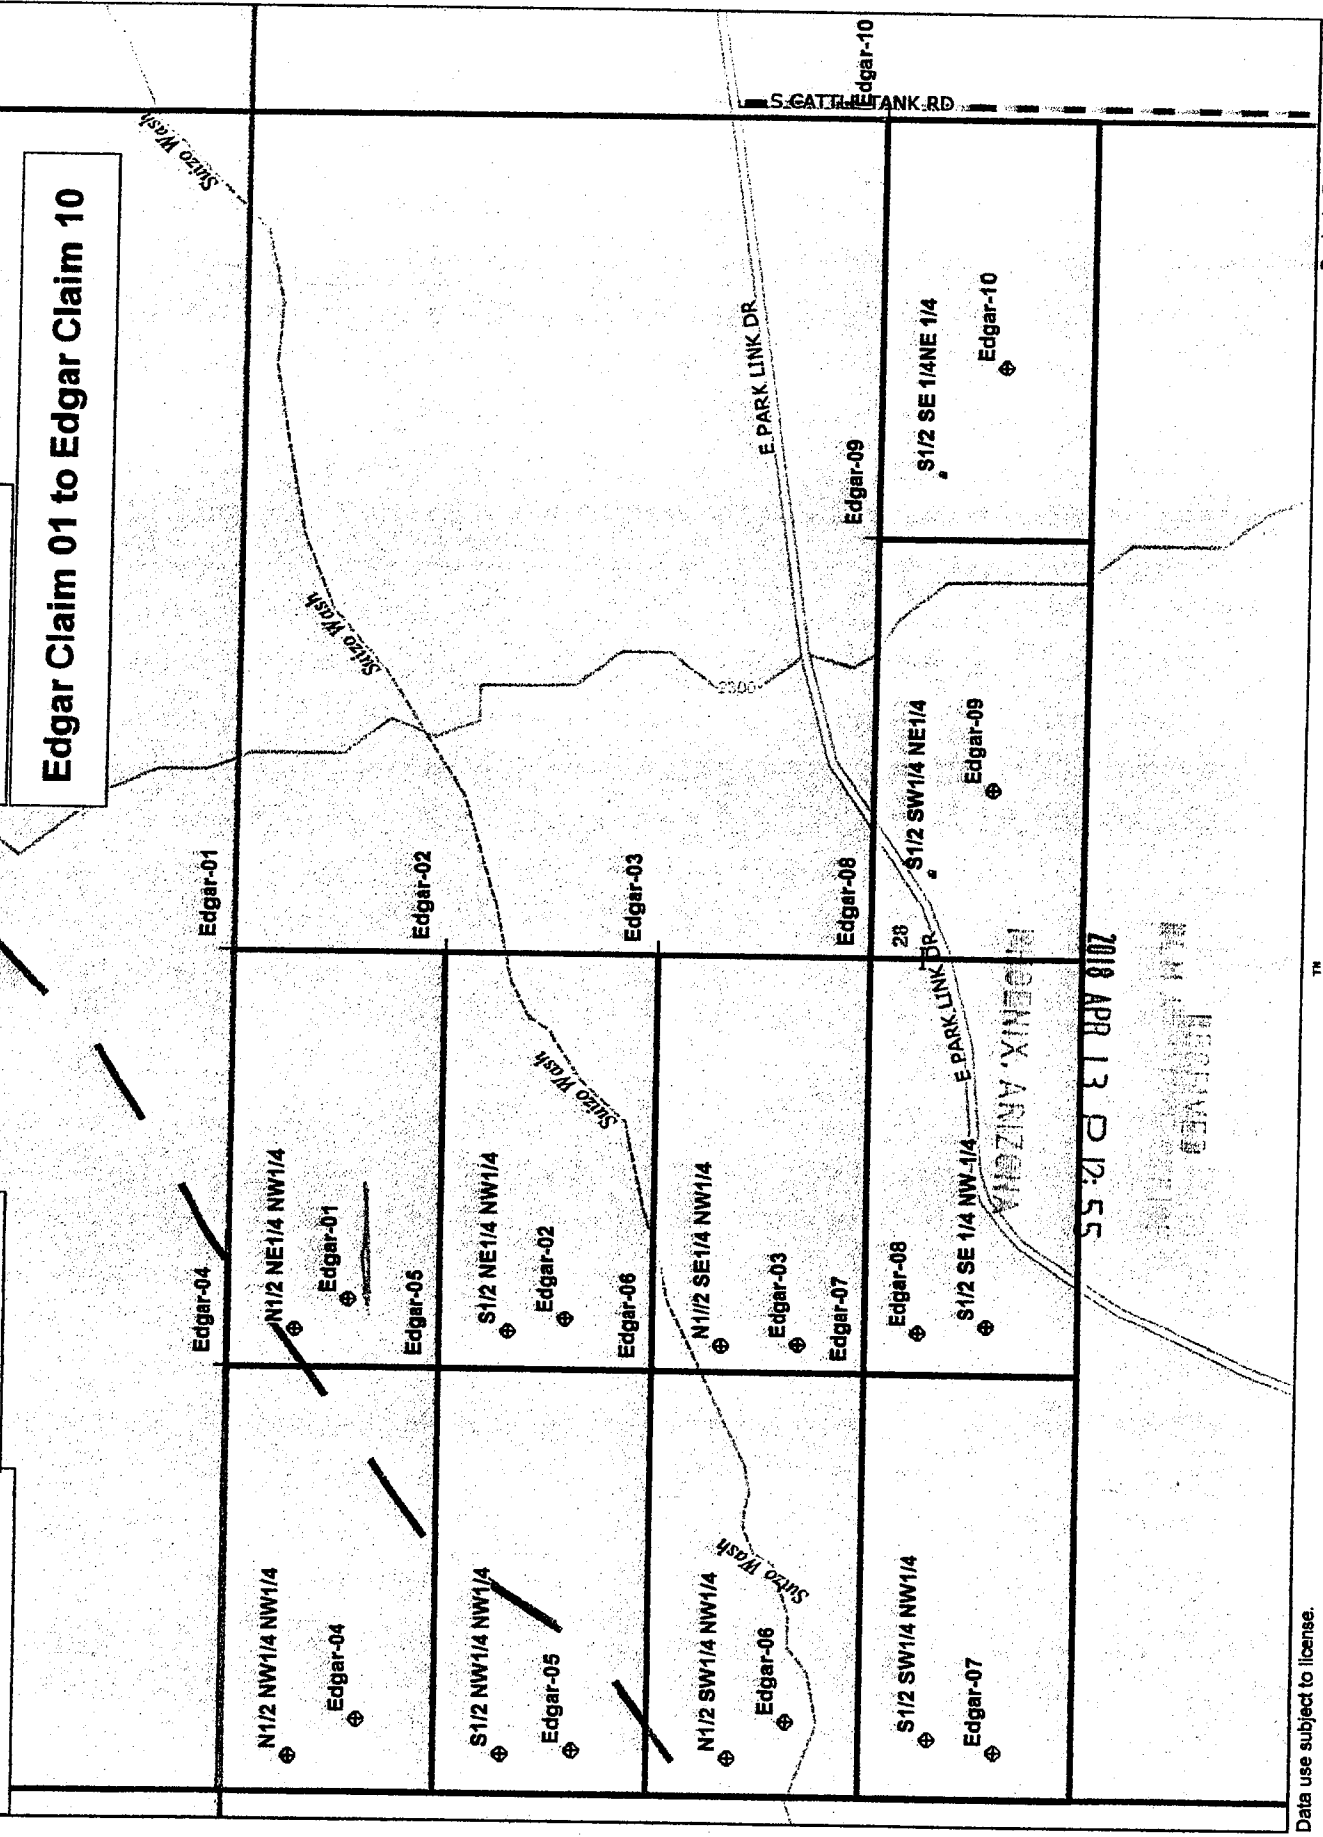 Edgar Claim 01 to Edgar Claim 10
Suizo Wash
Edgar-04
Edgar-01
N1/2 NW1/4 NW1/4
N1/2 NE1/4 NW1/4
Edgar-04
Edgar-01
Suizo Wash
Edgar-05
Edgar-02
S1/2 NW1/4 NW1/4
S1/2 NE1/4 NW1/4
Edgar-05
Edgar-02
Suizo Wash
Edgar-06
Edgar-03
N1/2 SW1/4 NW1/4
N1//2 SE1/4 NW1/4
2300
Suizo Wash
E PARK LINK DR
Edgar-06
Edgar-03
Edgar-07
Edgar-08
Edgar-09
Edgar-10
S CATTLE TANK RD
28
S1/2 SW1/4 NW1/4
Edgar-08
S1/2 SW1/4 NE1/4
S1/2 SE 1/4NE 1/4
E PARK LINK DR
Edgar-07
S1/2 SE 1/4 NW 1/4
Edgar-09
Edgar-10
PHOENIX, ARIZONA
2018 APR 13 P 12:55
RECEIVED
Data use subject to license.
TN